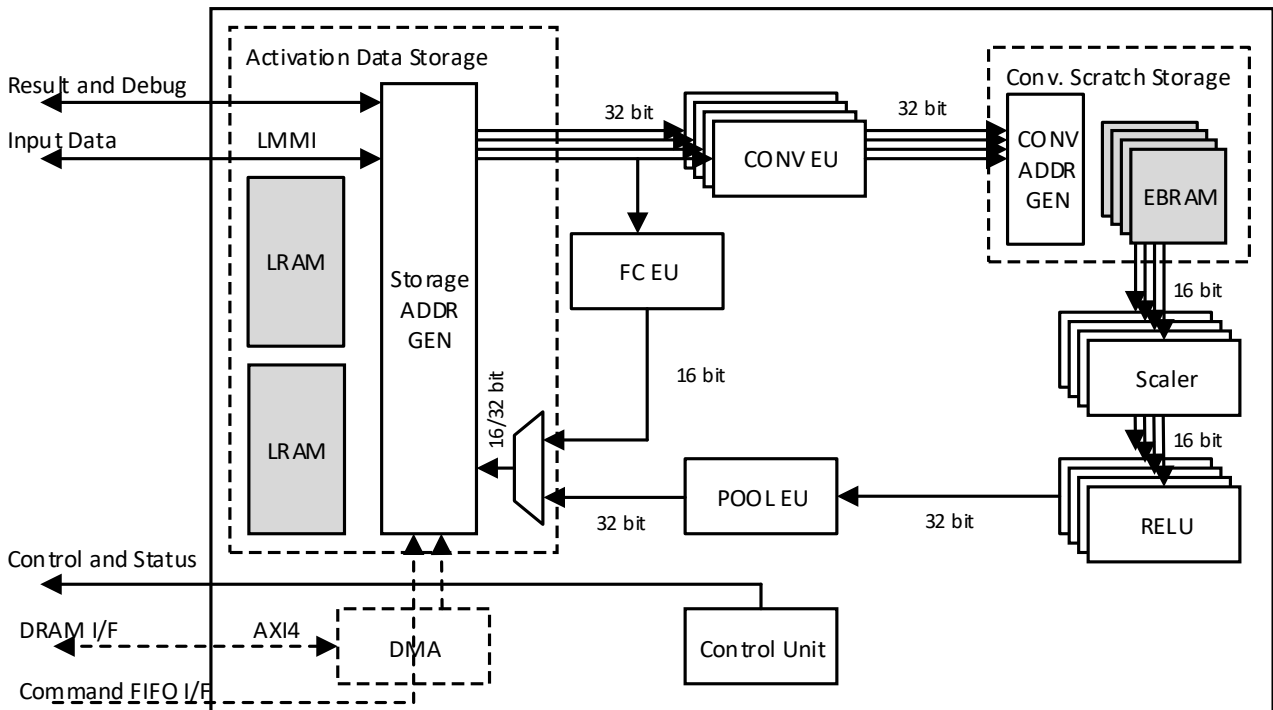 Activation Data Storage
Conv. Scratch Storage
Result and Debug
32 bit
32 bit
Input Data
LMMI
CONV EU
CONV
ADDR
GEN
EBRAM
LRAM
Storage
ADDR
GEN
FC EU
16 bit
16 bit
Scaler
16/32 bit
LRAM
16 bit
POOL EU
32 bit
32 bit
RELU
Control and Status
DRAM I/F
AXI4
DMA
Control Unit
Command FIFO I/F